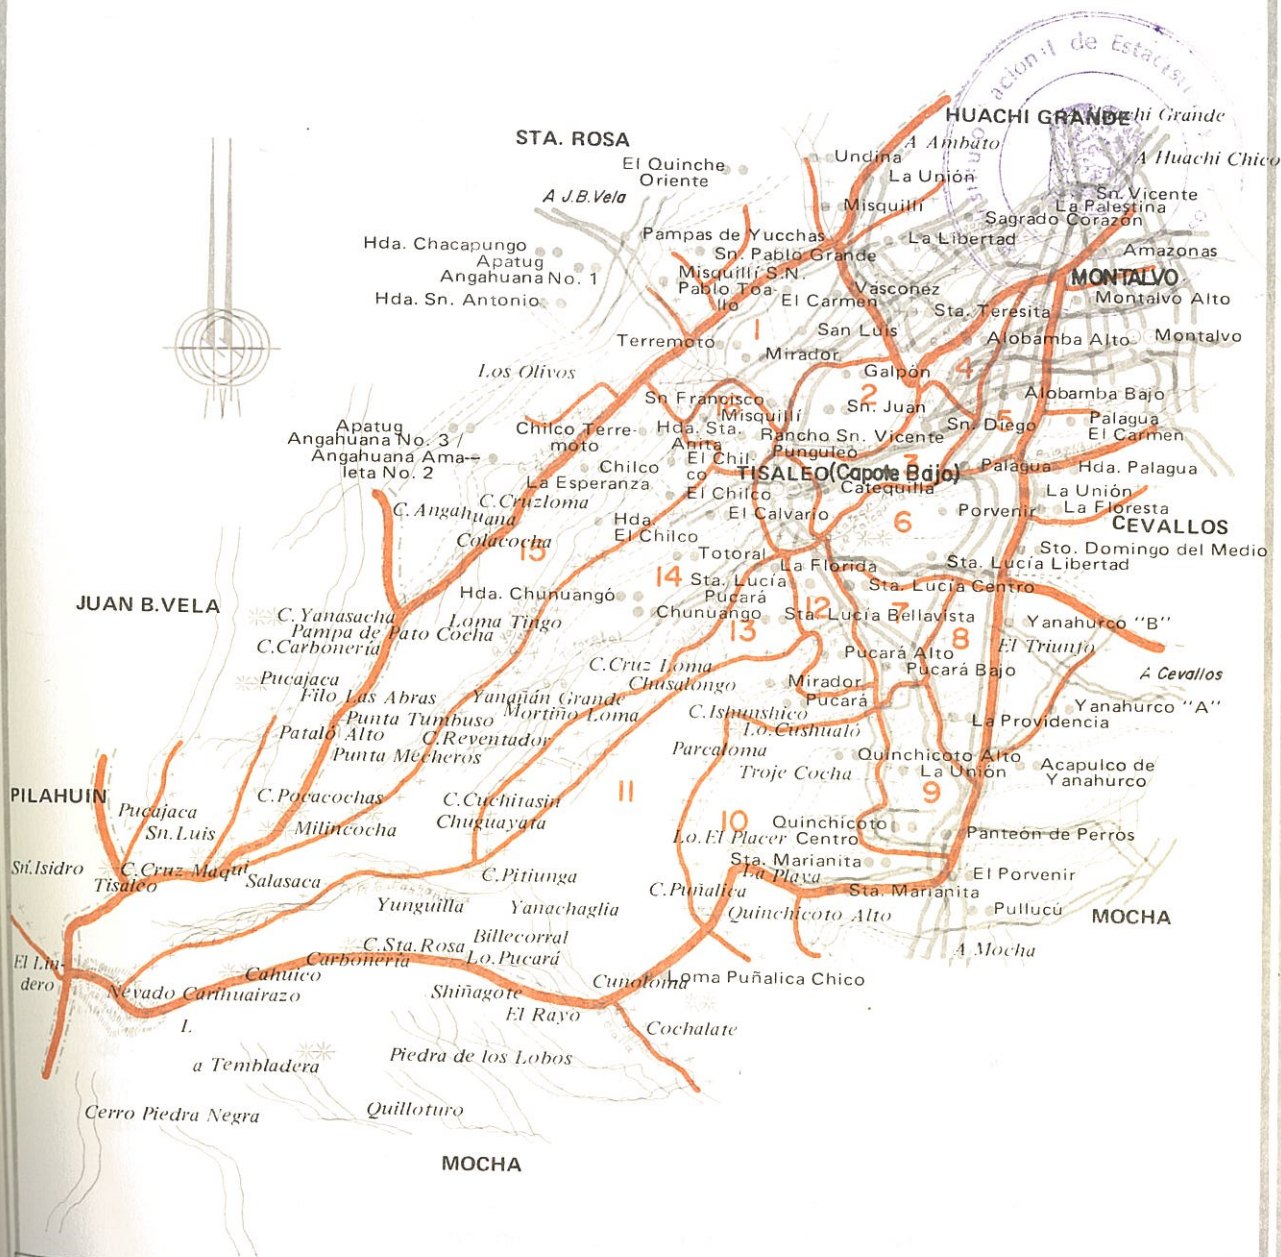 acional de Estadís
HUACHI GRANDE
Huachi Grande
STA. ROSA
A Ambato
A Huachi Chico
El Quinche
Oriente
Undina
La Unión
A J.B.Vela
Misquillí
Sn. Vicente
La Palestina
Sagrado Corazón
Hda. Chacapungo
Pampas de Yucchas
La Libertad
Amazonas
Apatug
Angahuana No. 1
Sn. Pablo Grande
Misquillí S.N.
Pablo Toa-
llo
Vásconez
MONTALVO
Hda. Sn. Antonio
El Carmen
Sta. Teresita
Montalvo Alto
1
San Luis
Terremoto
Mirador
Alobamba Alto
Montalvo
Los Olivos
Galpón
4
2
Sn Francisco
Misquillí
Sn. Juan
Alobamba Bajo
5
Palagua
El Carmen
Apatug
Angahuana No. 3 /
Angahuana Ama-
leta No. 2
Chilco Terre-
moto
Hda. Sta.
Anita
Rancho Sn. Vicente
Punguleo
Sn. Diego
Chilco
La Esperanza
El Chil-
co
TISALEO(Capote Bajo)
3
Palagua
Hda. Palagua
El Chilco
Catequilla
La Unión
La Floresta
C.Cruzloma
C. Angahuana
Colacocha
Hda.
El Chilco
El Calvario
6
Porvenir
CEVALLOS
15
Totoral
La Florida
Sto. Domingo del Medio
Sta. Lucía Libertad
14
Sta. Lucía
Pucará
Chunuango
Sta. Lucía Centro
JUAN B.VELA
Hda. Chunuangó
12
Sta Lucía Bellavista
7
C. Yanasacha
Pampa de Pato Cocha
C.Carbonería
Loma Tingo
13
8
Yanahurco "B"
El Triunfo
Pucará Alto
Pucará Bajo
C.Cruz Loma
Chusalongo
Pucajaca
Filo Las Abras
Yanañán Grande
Mortiño Loma
Mirador
Pucará
A Cevallos
Punta Tumbuso
C.Ishunshico
Lo.Cushualó
La Providencia
Yanahurco "A"
Pataló Alto
C.Reventador
Punta Mecheros
Parcaloma
Troje Cocha
Quinchicoto Alto
La Unión
Acapulco de
Yanahurco
PILAHUIN
Pucajaca
C.Pocacochas
C.Cuchitasin
Chuguayata
11
9
10
Sn.Luis
Milincocha
Lo.El Placer
Quinchicoto
Centro
Panteón de Perros
Sn.Isidro
C.Cruz Maqui
Tisaleo
Salasaca
C.Pitiunga
Sta. Marianita
La Playa
El Porvenir
Yunguilla
Yanachaglia
C.Puñalica
Sta. Marianita
Quinchicoto Alto
Pullucú
MOCHA
Billecorral
Lo.Pucará
C.Sta.Rosa
Carbonería
A Mocha
El Lin-
dero
Cahuico
Nevado Carihuairazo
Shiñagote
Cunoloma
Loma Puñalica Chico
El Rayo
Cochalate
I.
a Tembladera
Piedra de los Lobos
Cerro Piedra Negra
Quilloturo
MOCHA